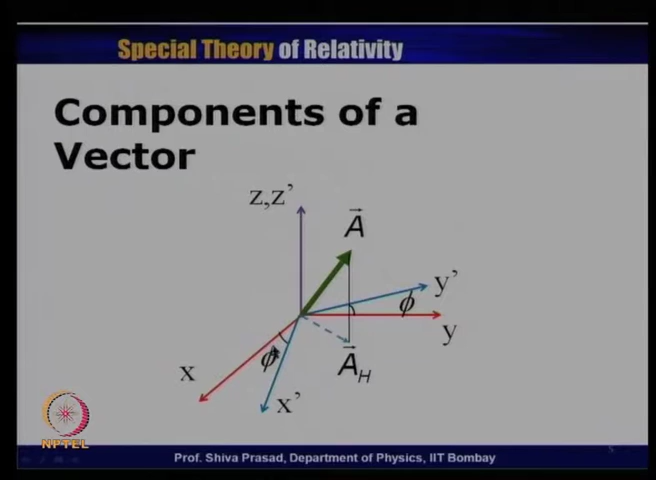 Special Theory of Relativity
Components of a
Vector
z,z’
A
y’
ϕ
y
x
ϕ
A_H
x’
NPTEL
Prof. Shiva Prasad, Department of Physics, IIT Bombay